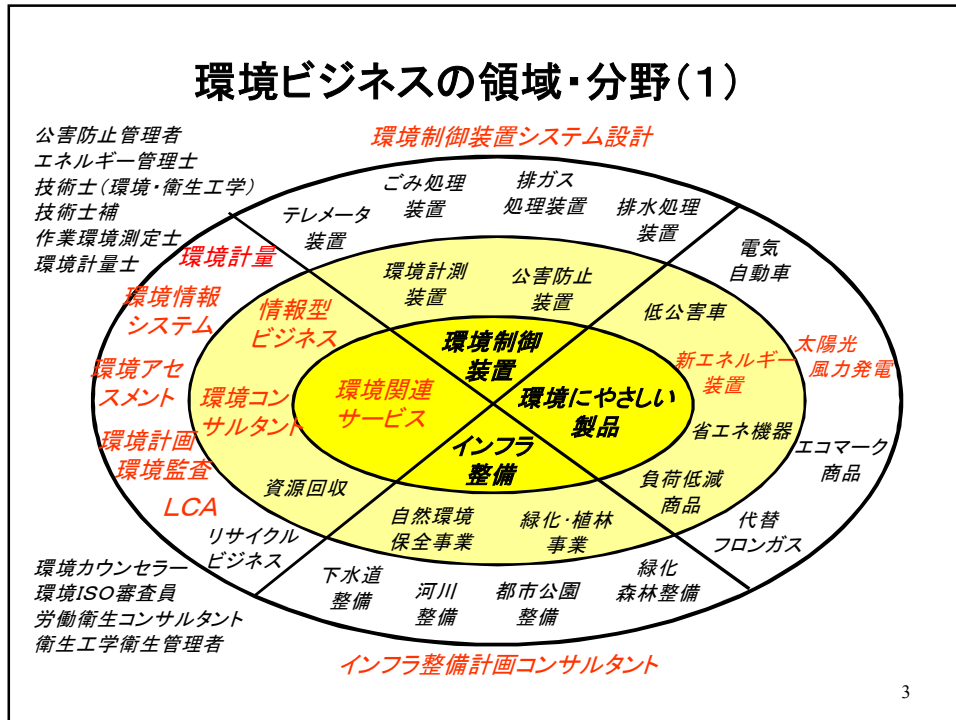 環境ビジネスの領域・分野(1)
公害防止管理者
エネルギー管理士
技術士(環境・衛生工学)
技術士補
作業環境測定士
環境計量士
環境制御装置システム設計
テレメータ
装置
ごみ処理
装置
排ガス
処理装置
排水処理
装置
電気
自動車
環境計量
環境計測
装置
公害防止
装置
低公害車
環境情報
システム
情報型
ビジネス
環境制御
装置
太陽光
風力発電
新エネルギー
装置
環境アセ
スメント
環境コン
サルタント
環境関連
サービス
環境にやさしい
製品
省エネ機器
エコマーク
商品
環境計画
環境監査
インフラ
整備
負荷低減
商品
LCA
資源回収
自然環境
保全事業
緑化・植林
事業
代替
フロンガス
リサイクル
ビジネス
下水道
整備
河川
整備
都市公園
整備
緑化
森林整備
環境カウンセラー
環境ISO審査員
労働衛生コンサルタント
衛生工学衛生管理者
インフラ整備計画コンサルタント
3